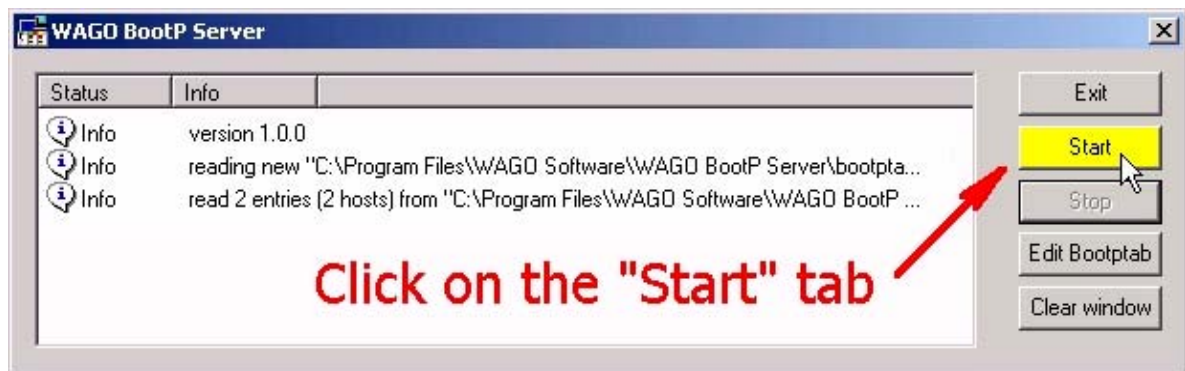 WAGO BootP Server
Status Info
Info version 1.0.0
Info reading new "C:\Program Files\WAGO Software\WAGO BootP Server\bootpta...
Info read 2 entries (2 hosts) from "C:\Program Files\WAGO Software\WAGO BootP ...
Click on the "Start" tab
Exit
Start
Stop
Edit Bootptab
Clear window